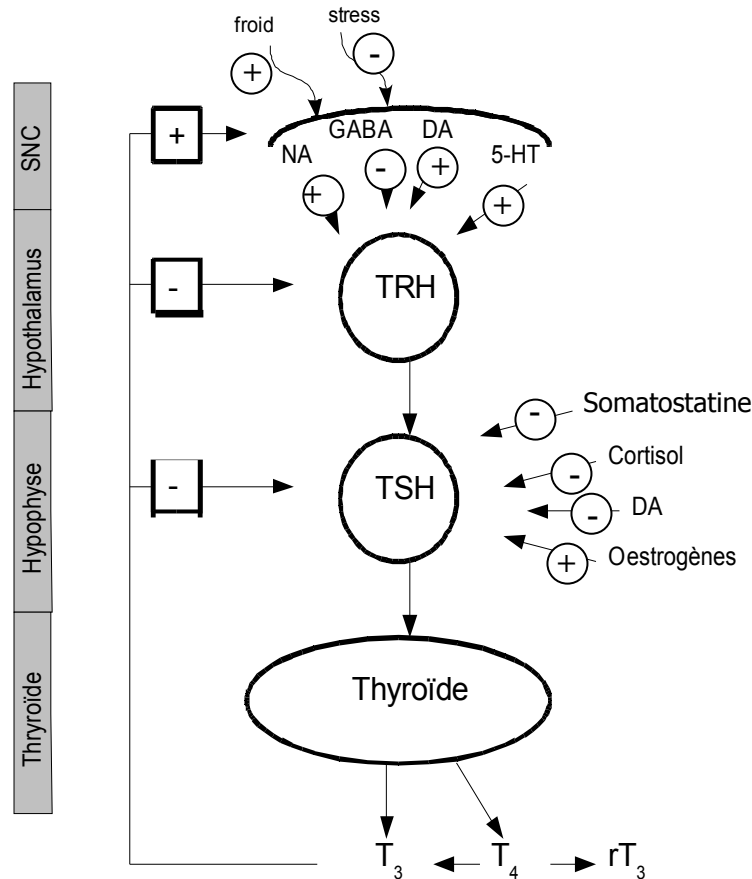 froid
stress
+
-
SNC
+
GABA DA
NA
5-HT
+
-
+
+
Hypothalamus
-
TRH
Hypophyse
-
TSH
- Somatostatine
- Cortisol
- DA
+ Oestrogènes
Thryroïde
Thyroïde
T3
T4
rT3